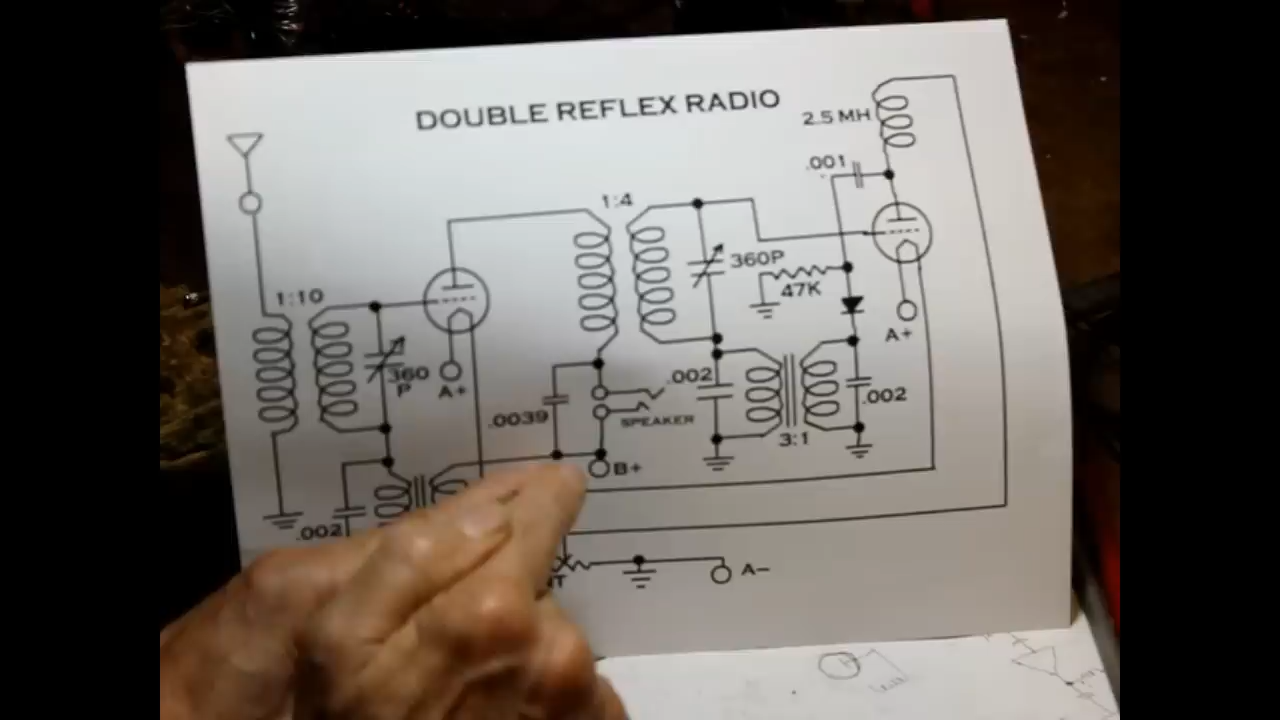 DOUBLE REFLEX RADIO
2.5 MH
.001
1:4
360P
47K
1:10
A+
360
P
A+
.002
.0039
SPEAKER
.002
3:1
B+
.002
A-